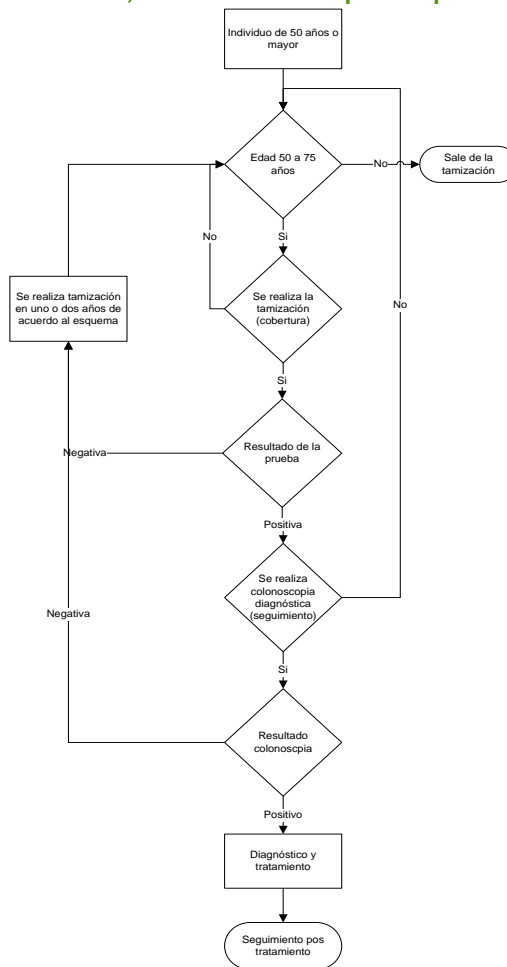 Individuo de 50 años o
mayor
Edad 50 a 75
años
No
Sale de la
tamización
Si
No
Se realiza la
tamización
(cobertura)
Se realiza tamización
en uno o dos años de
acuerdo al esquema
No
Si
Resultado de la
prueba
Negativa
Positiva
Se realiza
colonoscopia
diagnóstica
(seguimiento)
Negativa
Si
Resultado
colonoscpia
Positivo
Diagnóstico y
tratamiento
Seguimiento pos
tratamiento